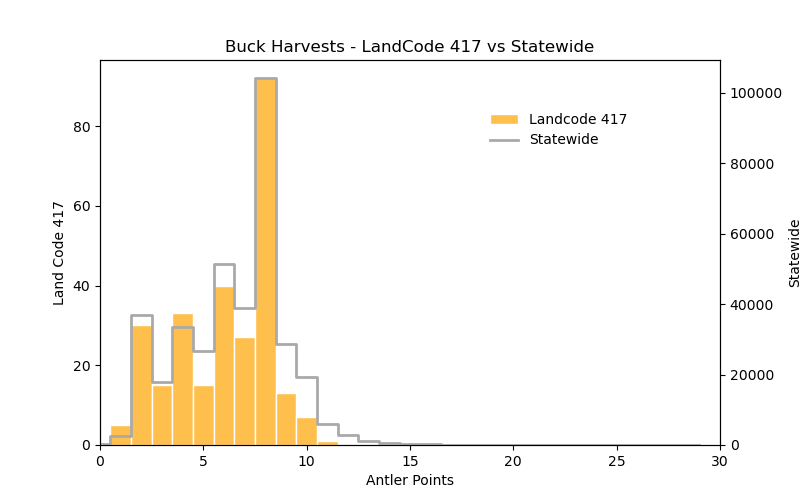 Buck Harvests - LandCode 417 vs Statewide
Landcode 417
Statewide
Land Code 417
80
60
40
20
0
100000
80000
60000
40000
20000
0
Statewide
0 5 10 15 20 25 30
Antler Points